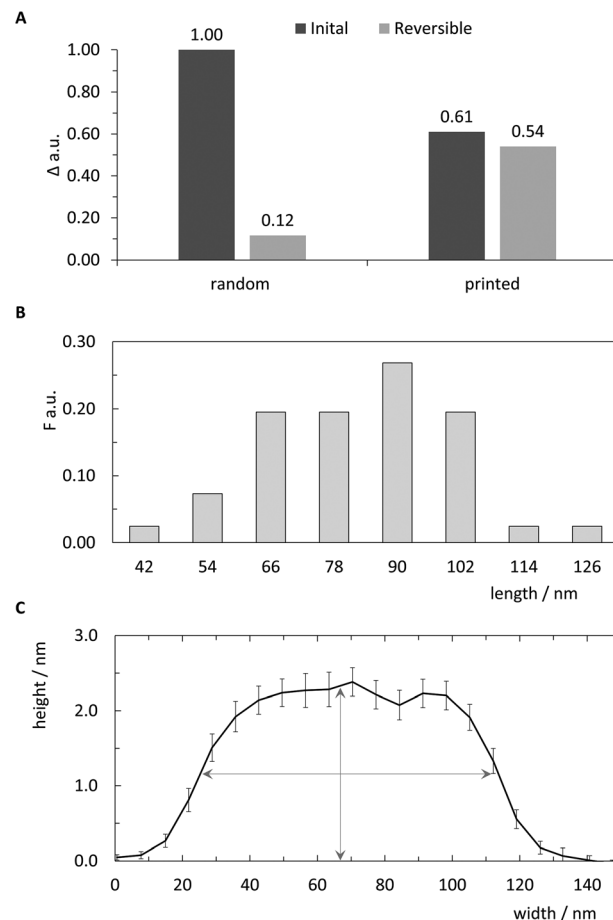 A
Inital Reversible
1.00
1.00
0.80
0.61
0.60
0.54
0.40
0.20
0.12
0.00
Δ a.u.
random printed
B
0.30
0.20
0.10
0.00
F a.u.
42 54 66 78 90 102 114 126
length / nm
C
3.0
2.0
1.0
0.0
height / nm
0 20 40 60 80 100 120 140
width / nm